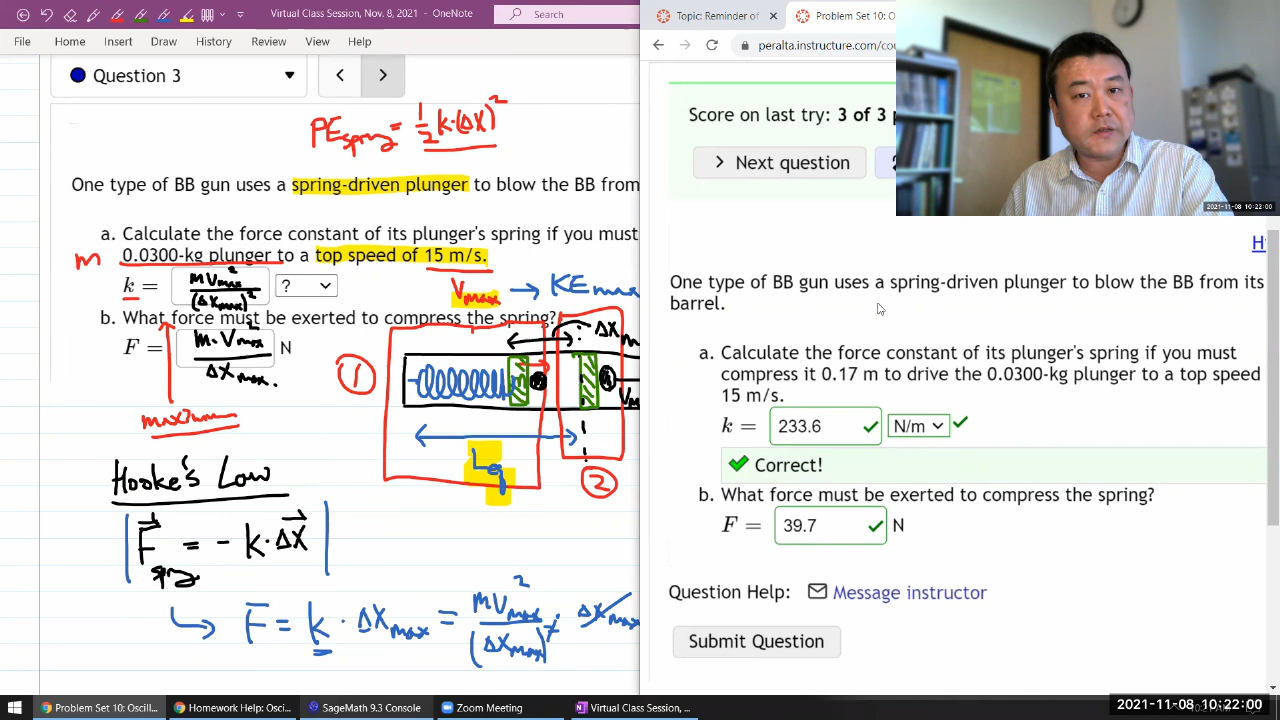 Virtual Class Session, Nov. 8, 2021 - OneNote
Search
File Home Insert Draw History Review View Help
Question 3
PE spring = 1/2 k·(Δx)²
One type of BB gun uses a spring-driven plunger to blow the BB from
a. Calculate the force constant of its plunger's spring if you must
m 0.0300-kg plunger to a top speed of 15 m/s.
k = mVmax² / (ΔXmax)² ?
Vmax → KEmax
b. What force must be exerted to compress the spring?
F = m·Vmax² / ΔXmax. N
maximum
1
ΔX
Leq
2
Hooke's Law
F spring = - k·ΔX
F = k · ΔXmax = mVmax² / (ΔXmax)² ΔXmax
Topic: Reminder of
Problem Set 10: O
peralta.instructure.com/cou
Score on last try: 3 of 3 p
Next question
H
One type of BB gun uses a spring-driven plunger to blow the BB from its
barrel.
a. Calculate the force constant of its plunger's spring if you must
compress it 0.17 m to drive the 0.0300-kg plunger to a top speed
15 m/s.
k = 233.6 N/m
Correct!
b. What force must be exerted to compress the spring?
F = 39.7 N
Question Help: Message instructor
Submit Question
2021-11-08 10:22:00
Problem Set 10: Oscill...
Homework Help: Osci...
SageMath 9.3 Console
Zoom Meeting
Virtual Class Session, ...
2021-11-08 10:22:00